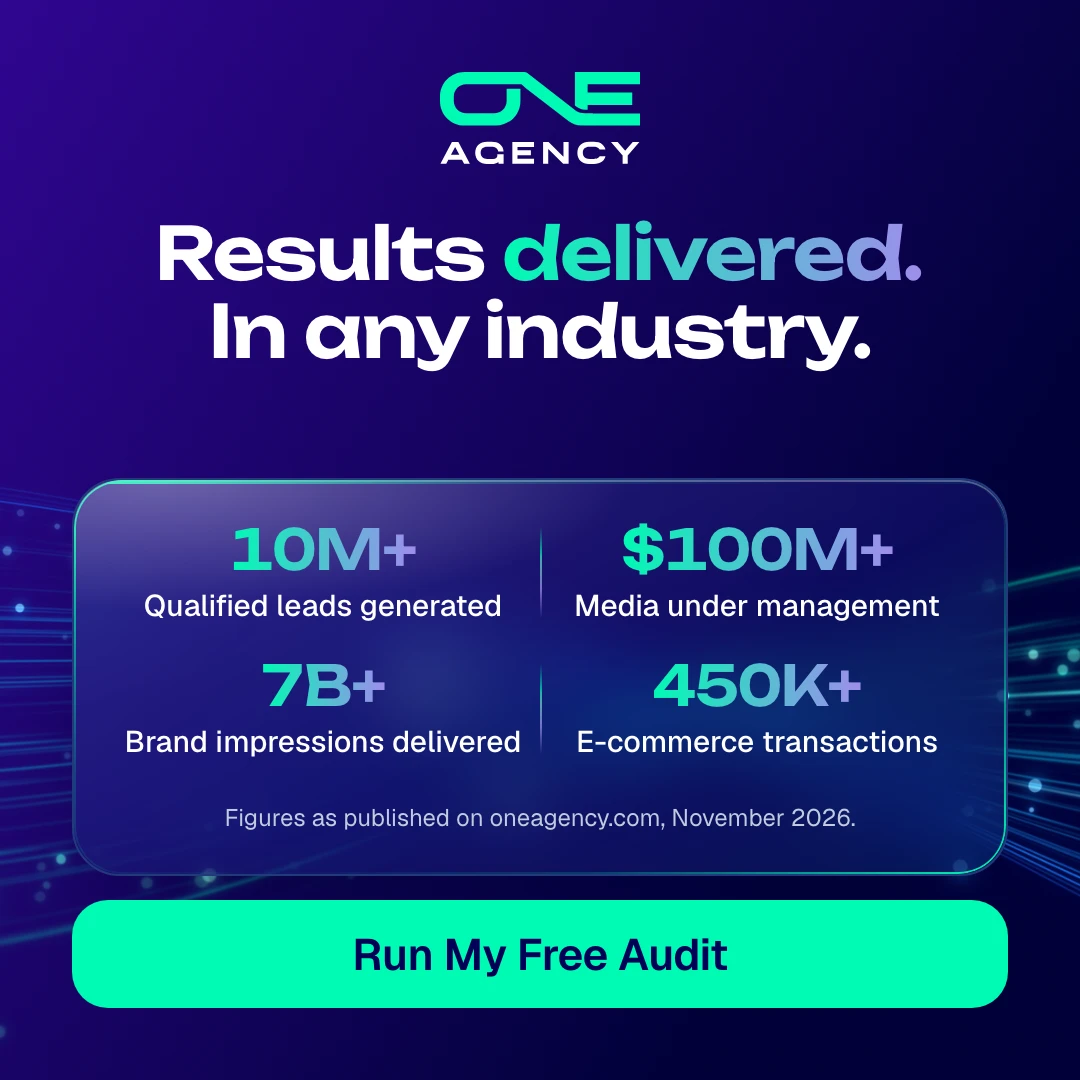 ONE
AGENCY
Results delivered.
In any industry.
10M+
Qualified leads generated
$100M+
Media under management
7B+
Brand impressions delivered
450K+
E-commerce transactions
Figures as published on oneagency.com, November 2026.
Run My Free Audit